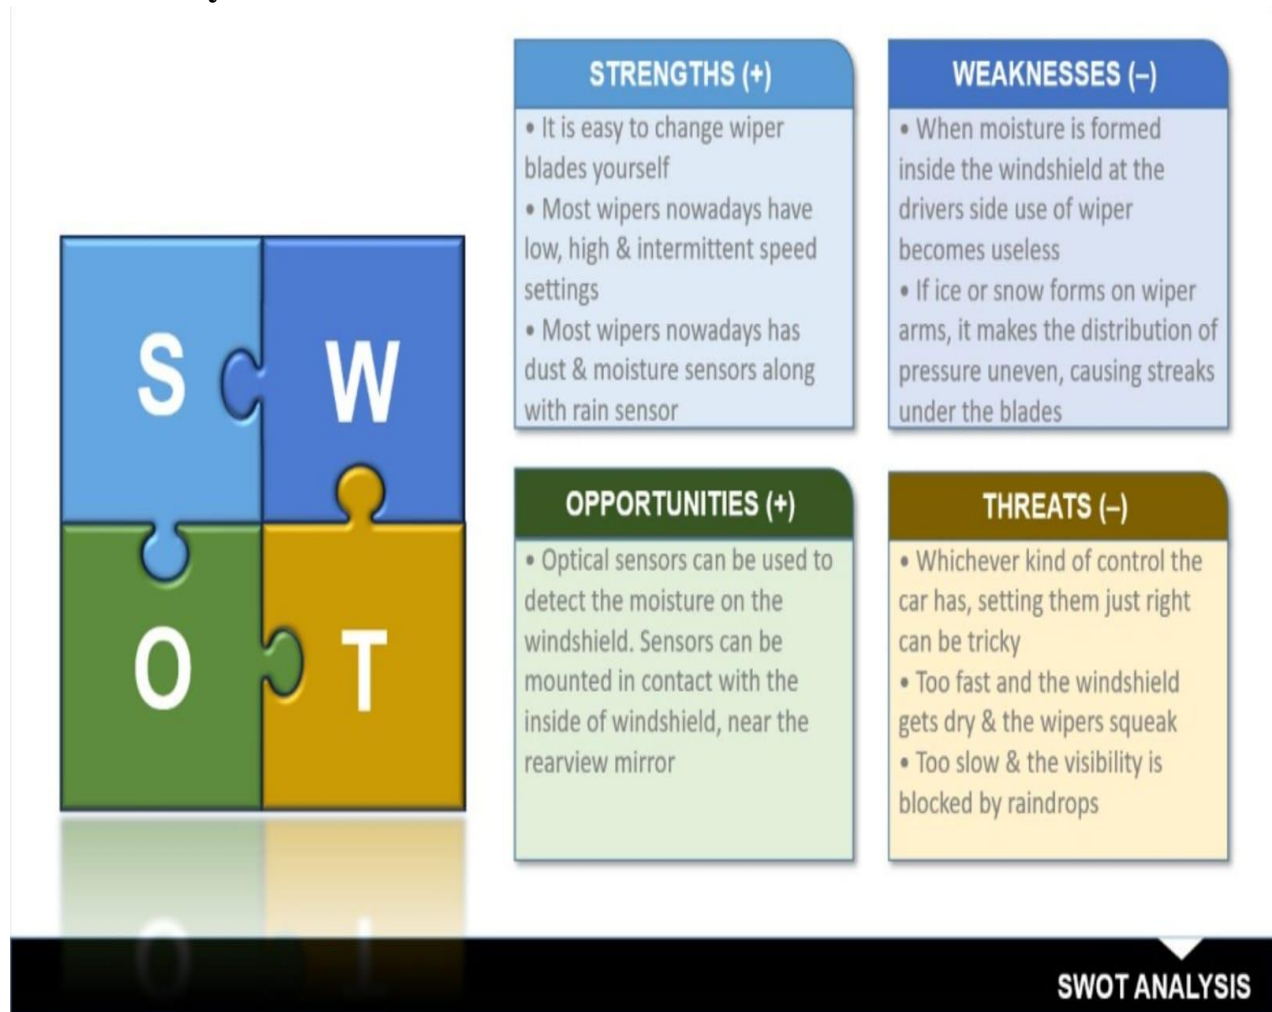 S
W
O
T
STRENGTHS (+)
• It is easy to change wiper
blades yourself
• Most wipers nowadays have
low, high & intermittent speed
settings
• Most wipers nowadays has
dust & moisture sensors along
with rain sensor
WEAKNESSES (–)
• When moisture is formed
inside the windshield at the
drivers side use of wiper
becomes useless
• If ice or snow forms on wiper
arms, it makes the distribution of
pressure uneven, causing streaks
under the blades
OPPORTUNITIES (+)
• Optical sensors can be used to
detect the moisture on the
windshield. Sensors can be
mounted in contact with the
inside of windshield, near the
rearview mirror
THREATS (–)
• Whichever kind of control the
car has, setting them just right
can be tricky
• Too fast and the windshield
gets dry & the wipers squeak
• Too slow & the visibility is
blocked by raindrops
SWOT ANALYSIS